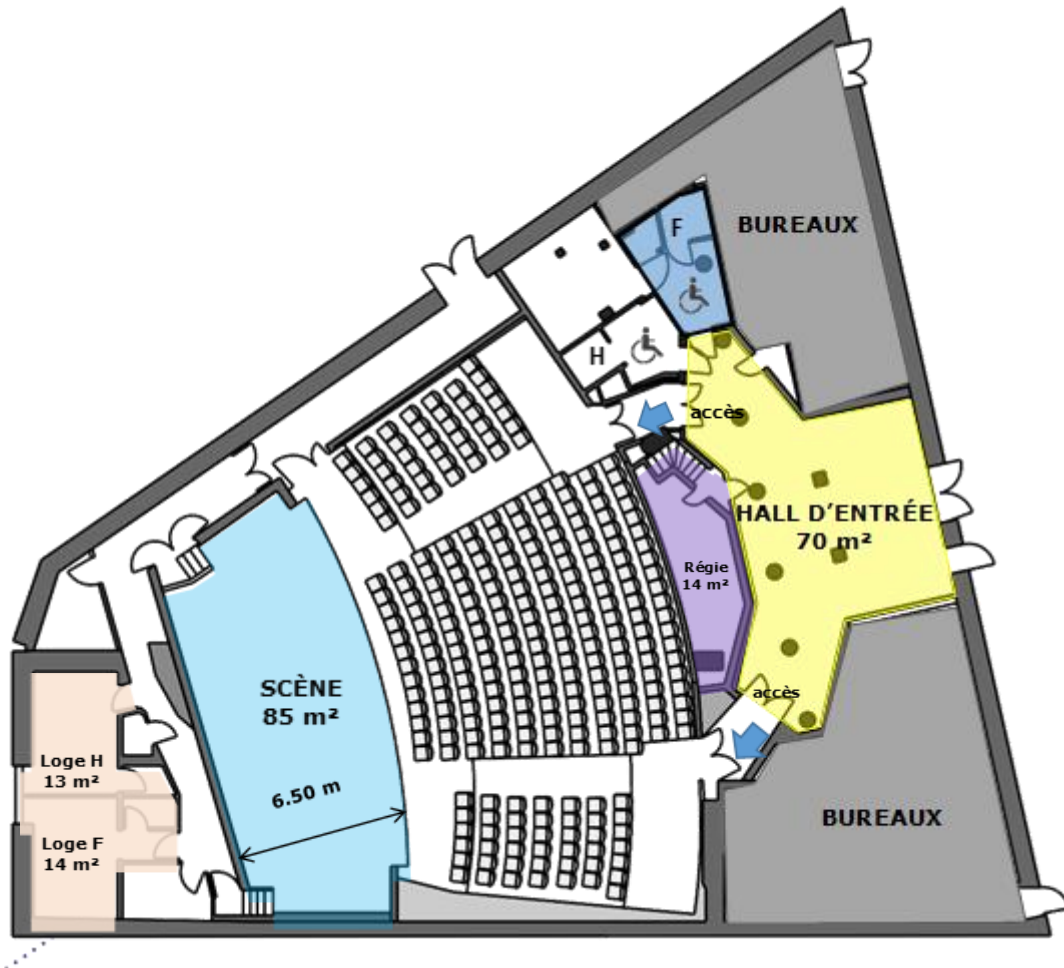 BUREAUX
F
H
accès
HALL D'ENTRÉE
70 m²
Régie
14 m²
SCÈNE
85 m²
accès
6.50 m
Loge H
13 m²
Loge F
14 m²
BUREAUX